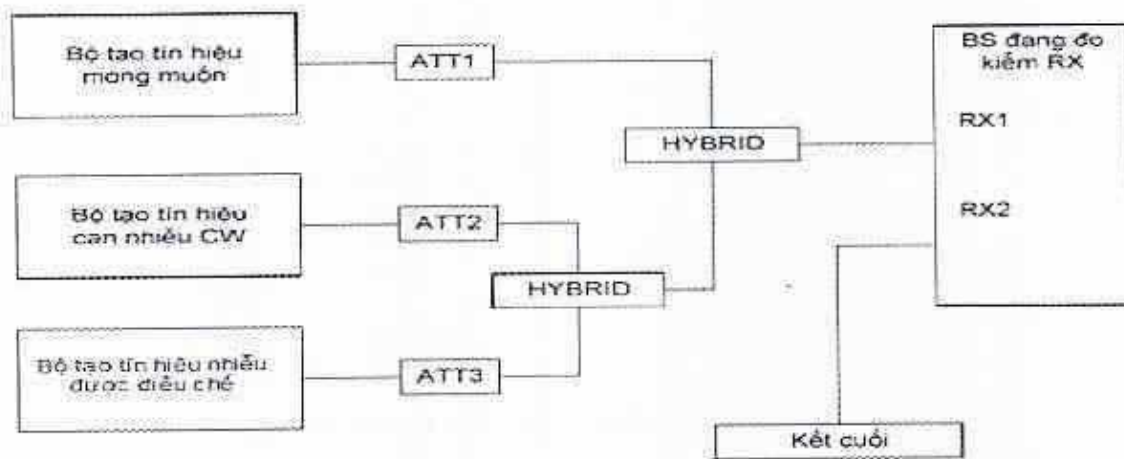 Bộ tạo tín hiệu
mong muốn
ATT1
BS đang đo
kiểm RX
RX1
HYBRID
Bộ tạo tín hiệu
can nhiễu CW
ATT2
RX2
HYBRID
Bộ tạo tín hiệu nhiễu
được điều chế
ATT3
Kết cuối